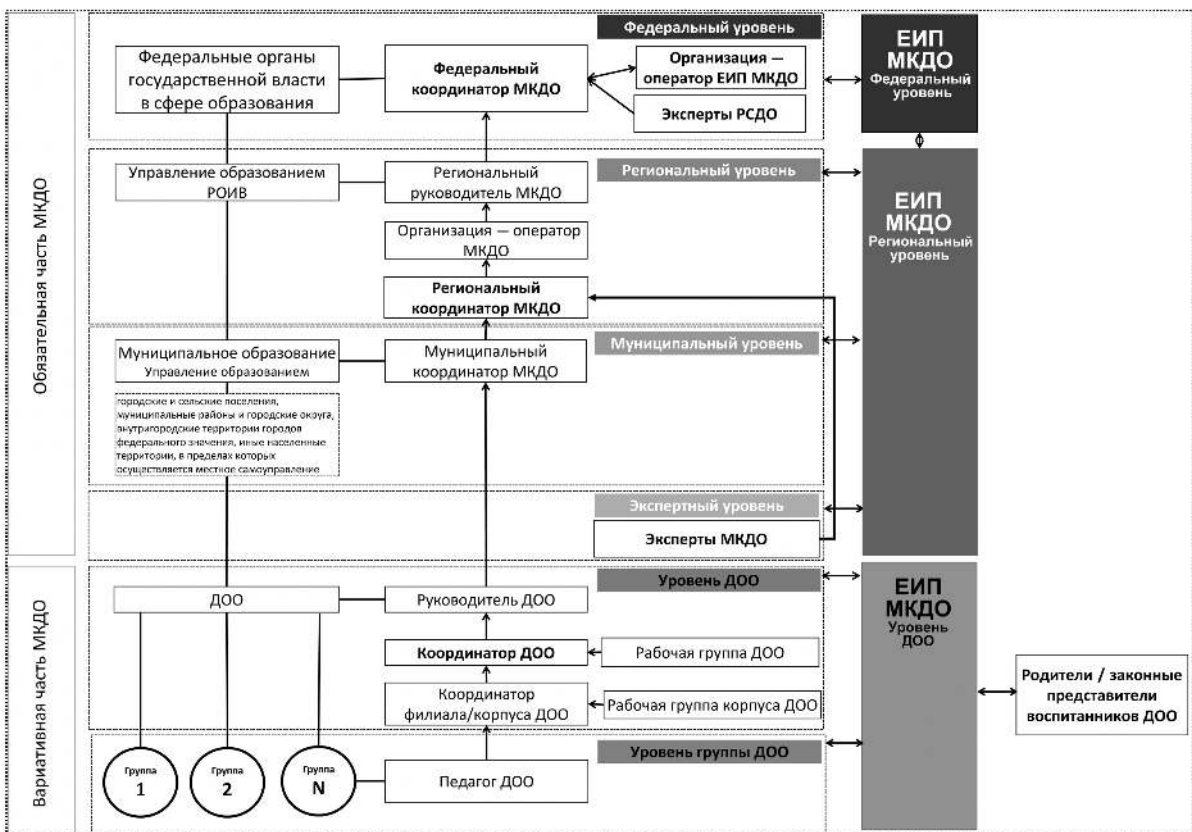 Обязательная часть МКДО
Федеральный уровень
Федеральные органы
государственной власти
в сфере образования
Федеральный
координатор МКДО
Организация —
оператор ЕИП МКДО
Эксперты РСДО
ЕИП
МКДО
Федеральный
уровень
Региональный уровень
Управление образованием
РОИВ
Региональный
руководитель МКДО
Организация — оператор
МКДО
Региональный
координатор МКДО
ЕИП
МКДО
Региональный
уровень
Муниципальный уровень
Муниципальное образование
Управление образованием
Муниципальный
координатор МКДО
городские и сельские поселения,
муниципальные районы и городские округа,
внутригородские территории городов
федерального значения, иные населенные
территории, в пределах которых
осуществляется местное самоуправление
Экспертный уровень
Эксперты МКДО
Вариативная часть МКДО
Уровень ДОО
ДОО
Руководитель ДОО
Координатор ДОО
Рабочая группа ДОО
Координатор
филиала/корпуса ДОО
Рабочая группа корпуса ДОО
ЕИП
МКДО
Уровень
ДОО
Родители / законные
представители
воспитанников ДОО
Уровень группы ДОО
Группа
1
Группа
2
Группа
N
Педагог ДОО